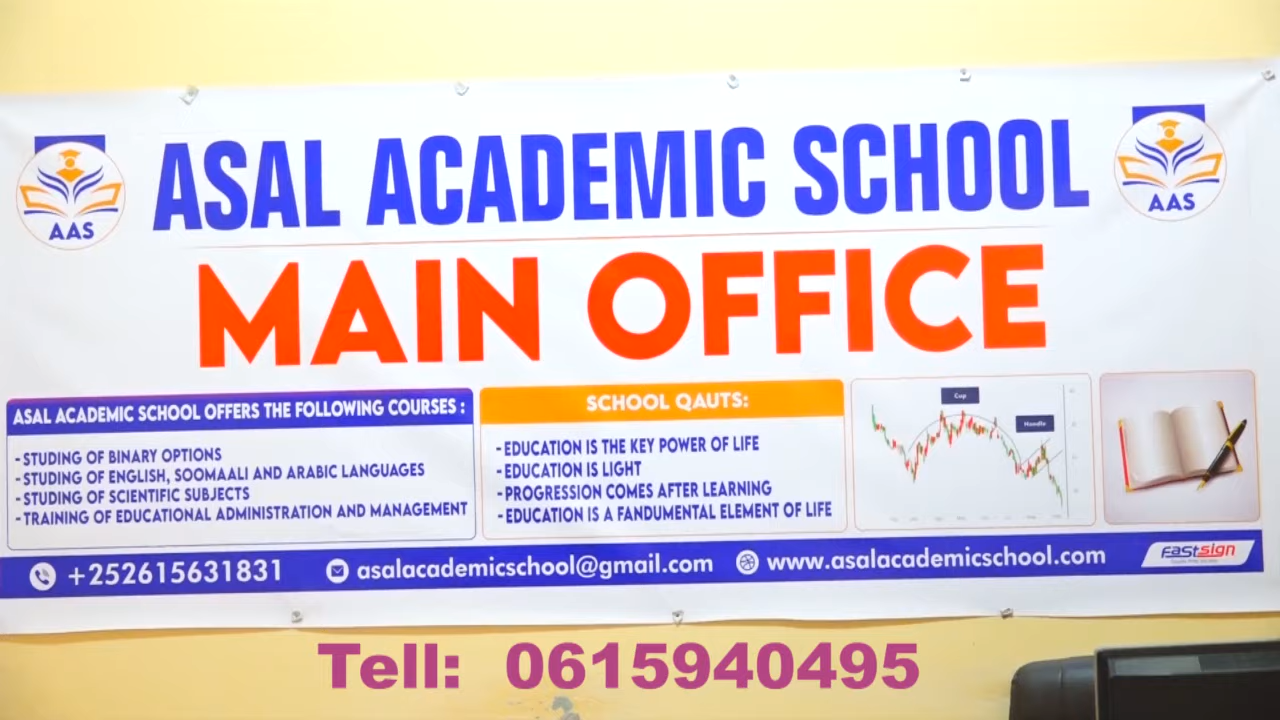 ASAL ACADEMIC SCHOOL
AAS
AAS
MAIN OFFICE
ASAL ACADEMIC SCHOOL OFFERS THE FOLLOWING COURSES :
- STUDING OF BINARY OPTIONS
- STUDING OF ENGLISH, SOOMAALI AND ARABIC LANGUAGES
- STUDING OF SCIENTIFIC SUBJECTS
- TRAINING OF EDUCATIONAL ADMINISTRATION AND MANAGEMENT
SCHOOL QAUTS:
- EDUCATION IS THE KEY POWER OF LIFE
- EDUCATION IS LIGHT
- PROGRESSION COMES AFTER LEARNING
- EDUCATION IS A FANDUMENTAL ELEMENT OF LIFE
Cup
Handle
+252615631831
asalacademicschool@gmail.com
www.asalacademicschool.com
Fastsign
Tell: 0615940495